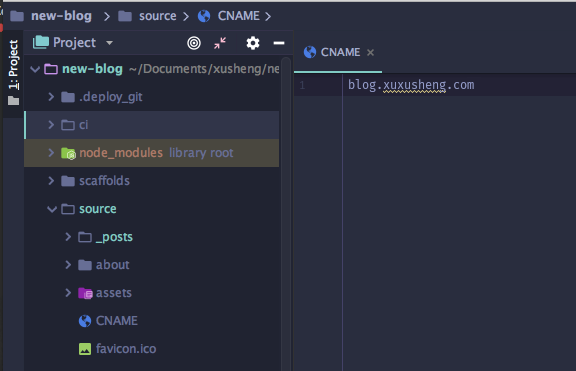 new-blog source CNAME
1: Project
Project
CNAME
new-blog ~/Documents/xusheng/ne
1 blog.xuxusheng.com
.deploy_git
ci
node_modules library root
scaffolds
source
_posts
about
assets
CNAME
favicon.ico